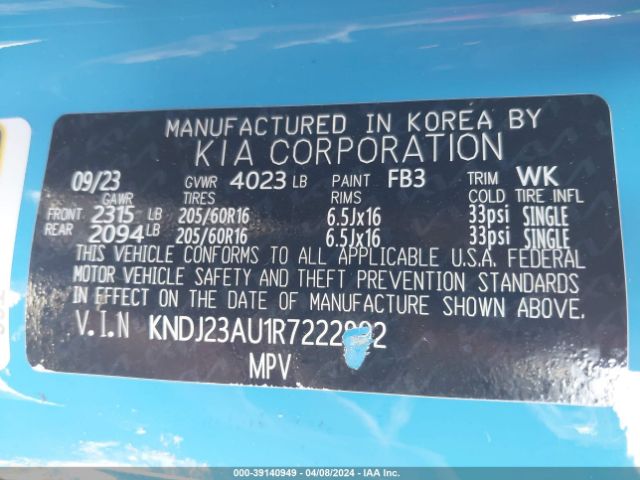 MANUFACTURED IN KOREA BY
KIA CORPORATION
09/23 GVWR 4023 LB PAINT FB3 TRIM WK
GAWR TIRES RIMS COLD TIRE INFL
FRONT 2315 LB 205/60R16 6.5Jx16 33psi SINGLE
REAR 2094 LB 205/60R16 6.5Jx16 33psi SINGLE
THIS VEHICLE CONFORMS TO ALL APPLICABLE U.S.A. FEDERAL
MOTOR VEHICLE SAFETY AND THEFT PREVENTION STANDARDS
IN EFFECT ON THE DATE OF MANUFACTURE SHOWN ABOVE.
V.I.N
MPV
000-39140949 | 04/08/2024 | IAA Inc.